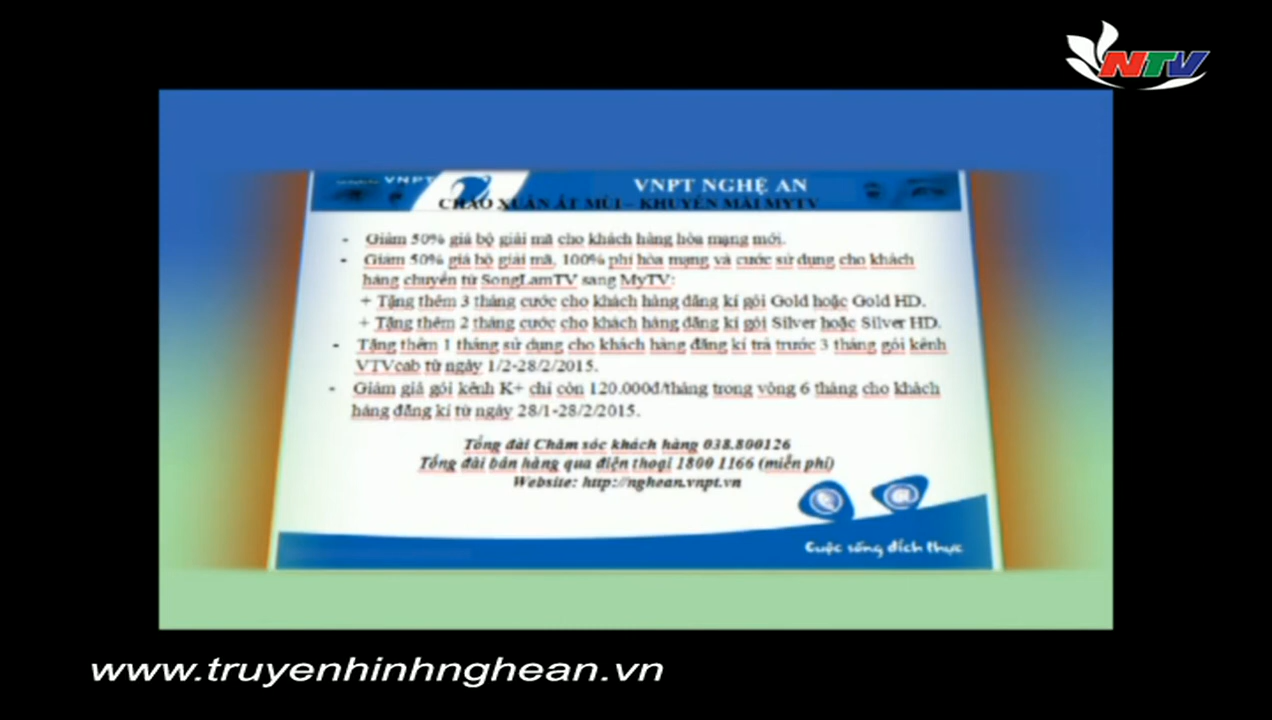 NTV
VNPT
VNPT NGHỆ AN
CHÀO XUÂN ẤT MÙI – KHUYẾN MÃI MYTV
- Giảm 50% giá bộ giải mã cho khách hàng hòa mạng mới.
- Giảm 50% giá bộ giải mã, 100% phí hòa mạng và cước sử dụng cho khách
hàng chuyển từ SongLamTV sang MyTV:
+ Tặng thêm 3 tháng cước cho khách hàng đăng kí gói Gold hoặc Gold HD.
+ Tặng thêm 2 tháng cước cho khách hàng đăng kí gói Silver hoặc Silver HD.
- Tặng thêm 1 tháng sử dụng cho khách hàng đăng kí trả trước 3 tháng gói kênh
VTVcab từ ngày 1/2-28/2/2015.
- Giảm giá gói kênh K+ chỉ còn 120.000đ/tháng trong vòng 6 tháng cho khách
hàng đăng kí từ ngày 28/1-28/2/2015.
Tổng đài Chăm sóc khách hàng 038.800126
Tổng đài bán hàng qua điện thoại 1800 1166 (miễn phí)
Website: http://nghean.vnpt.vn
Cuộc sống đích thực
www.truyenhinhnghean.vn